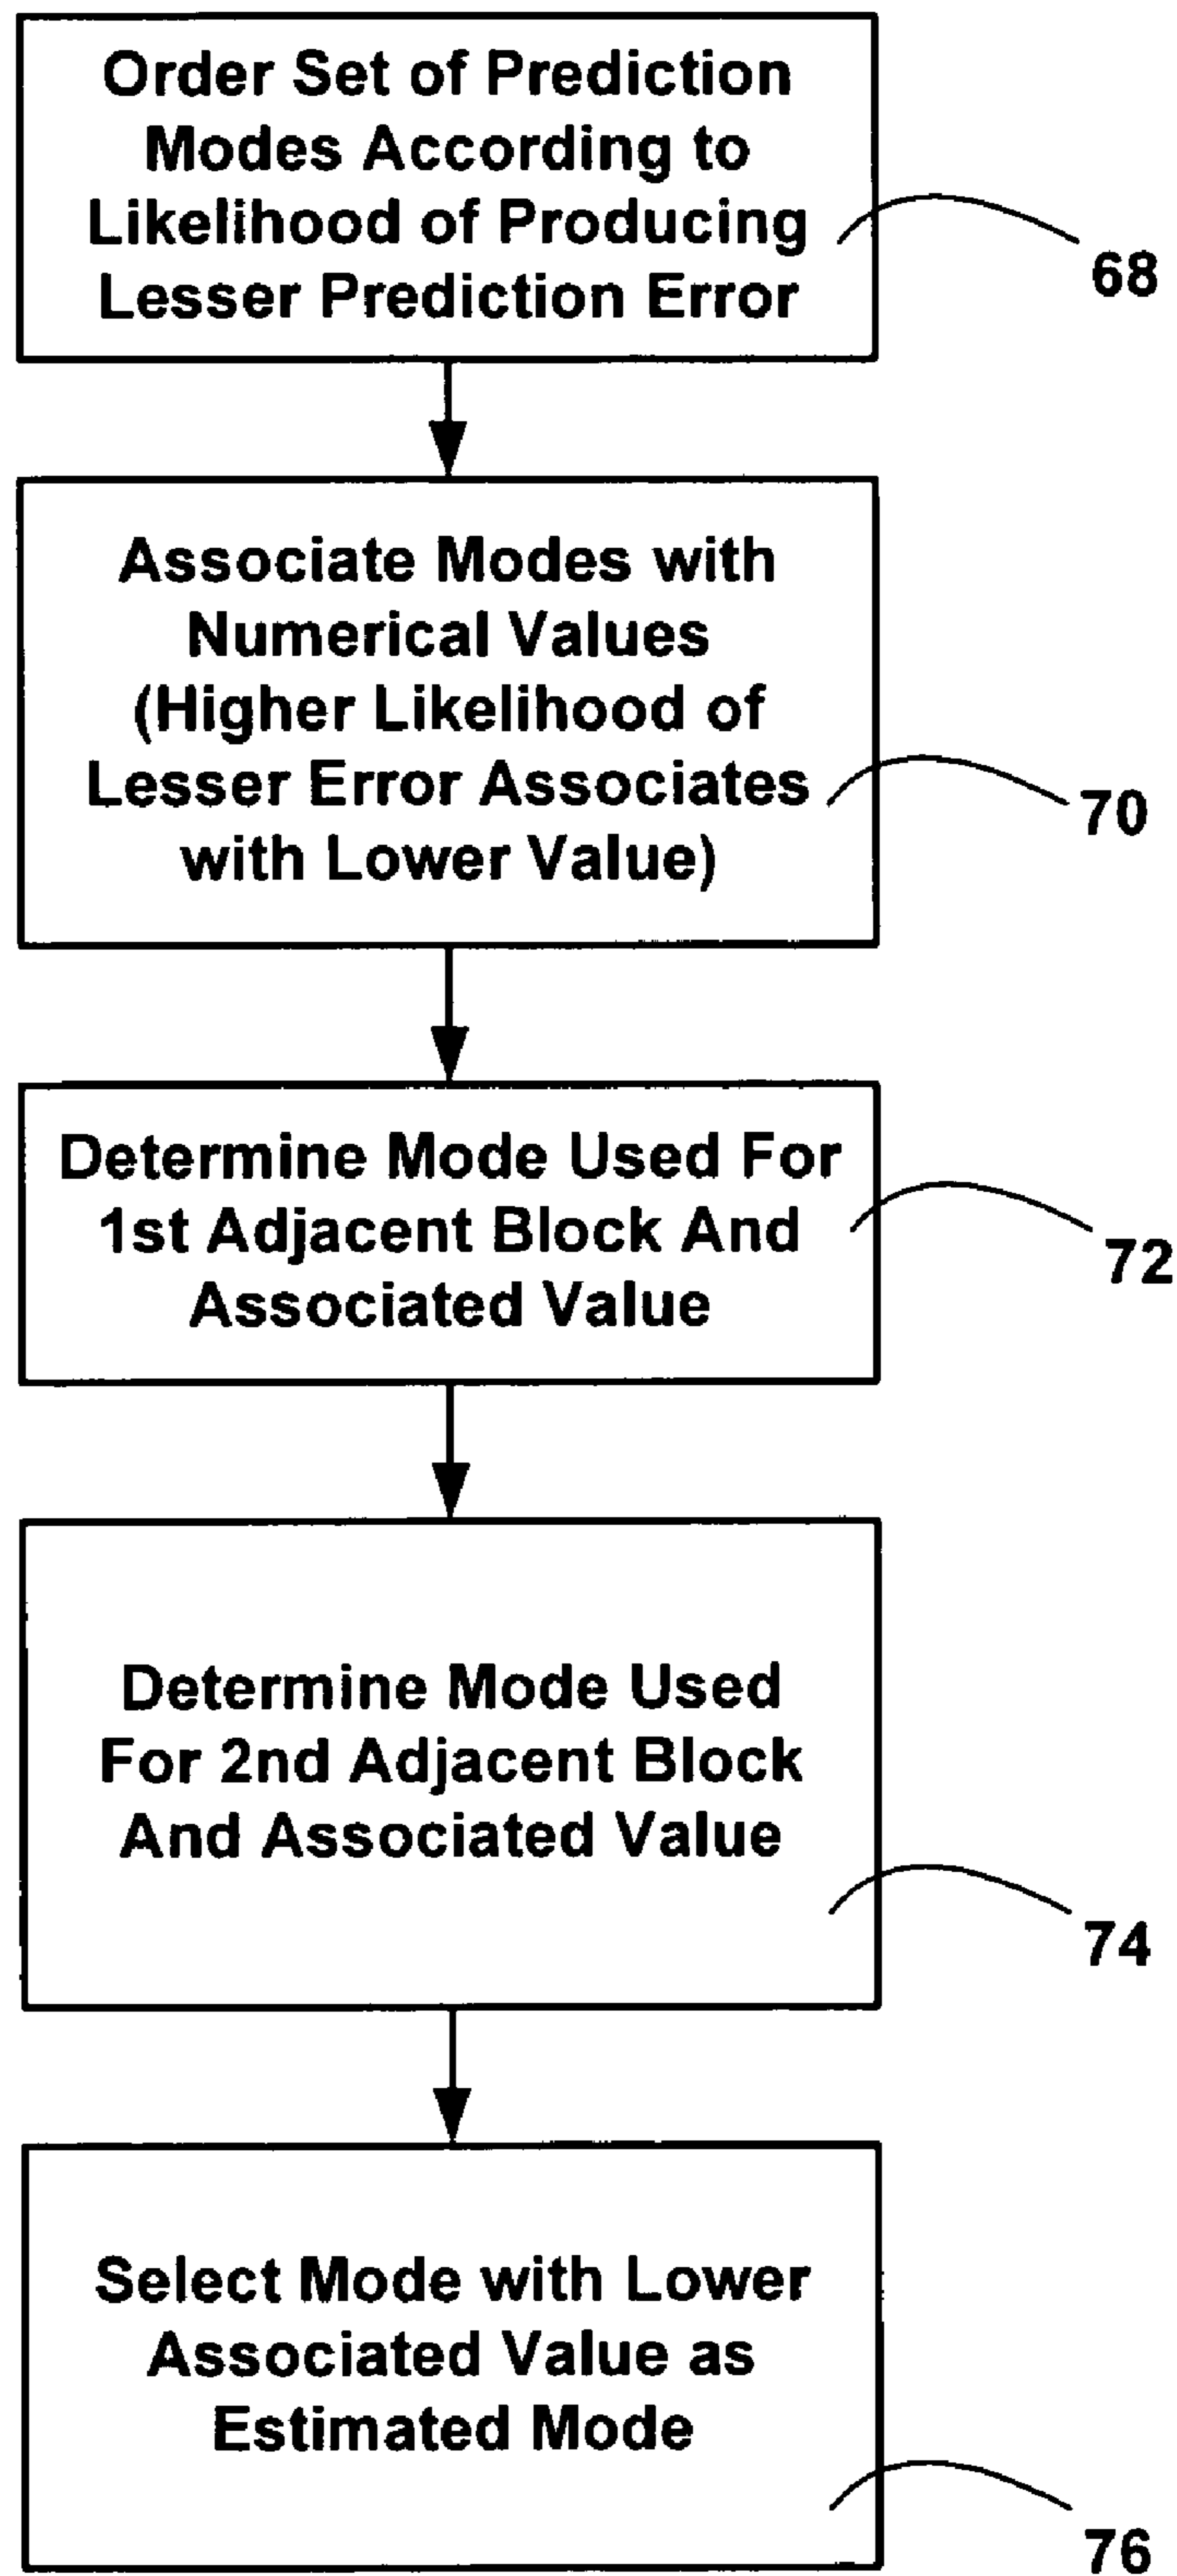 Order Set of Prediction
Modes According to
Likelihood of Producing
Lesser Prediction Error
68
Associate Modes with
Numerical Values
(Higher Likelihood of
Lesser Error Associates
with Lower Value)
70
Determine Mode Used For
1st Adjacent Block And
Associated Value
72
Determine Mode Used
For 2nd Adjacent Block
And Associated Value
74
Select Mode with Lower
Associated Value as
Estimated Mode
76